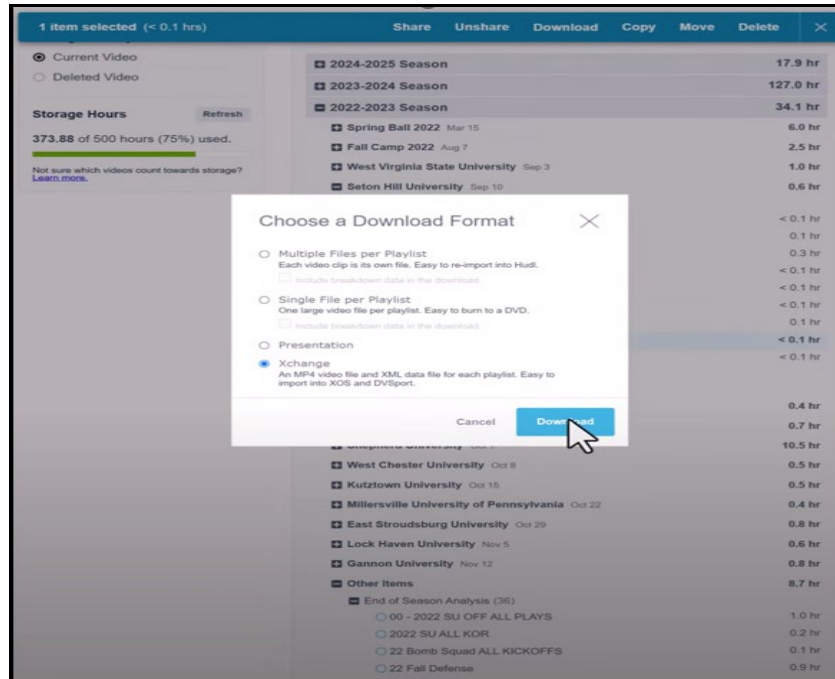 1 item selected (< 0.1 hrs) Share Unshare Download Copy Move Delete
Current Video
Deleted Video
Storage Hours Refresh
373.88 of 500 hours (75%) used.
Not sure which videos count towards storage?
Learn more.
2024-2025 Season 17.9 hr
2023-2024 Season 127.0 hr
2022-2023 Season 34.1 hr
Spring Ball 2022 Mar 15 6.0 hr
Fall Camp 2022 Aug 7 2.5 hr
West Virginia State University Sep 3 1.0 hr
Seton Hill University Sep 10 0.6 hr
< 0.1 hr
0.1 hr
0.3 hr
< 0.1 hr
< 0.1 hr
< 0.1 hr
0.1 hr
< 0.1 hr
< 0.1 hr
Choose a Download Format
Multiple Files per Playlist
Each video clip is its own file. Easy to re-import into Hudl.
Include breakdown data in the download.
Single File per Playlist
One large video file per playlist. Easy to burn to a DVD.
Include breakdown data in the download.
Presentation
Xchange
An MP4 video file and XML data file for each playlist. Easy to
import into XOS and DVSport.
Cancel Download
0.4 hr
0.7 hr
Shepherd University Oct 10.5 hr
West Chester University Oct 8 0.5 hr
Kutztown University Oct 15 0.5 hr
Millersville University of Pennsylvania Oct 22 0.4 hr
East Stroudsburg University Oct 29 0.8 hr
Lock Haven University Nov 5 0.6 hr
Gannon University Nov 12 0.8 hr
Other Items 8.7 hr
End of Season Analysis (36)
00 - 2022 SU OFF ALL PLAYS 1.0 hr
2022 SU ALL KOR 0.2 hr
22 Bomb Squad ALL KICKOFFS 0.1 hr
22 Fall Defense 0.9 hr